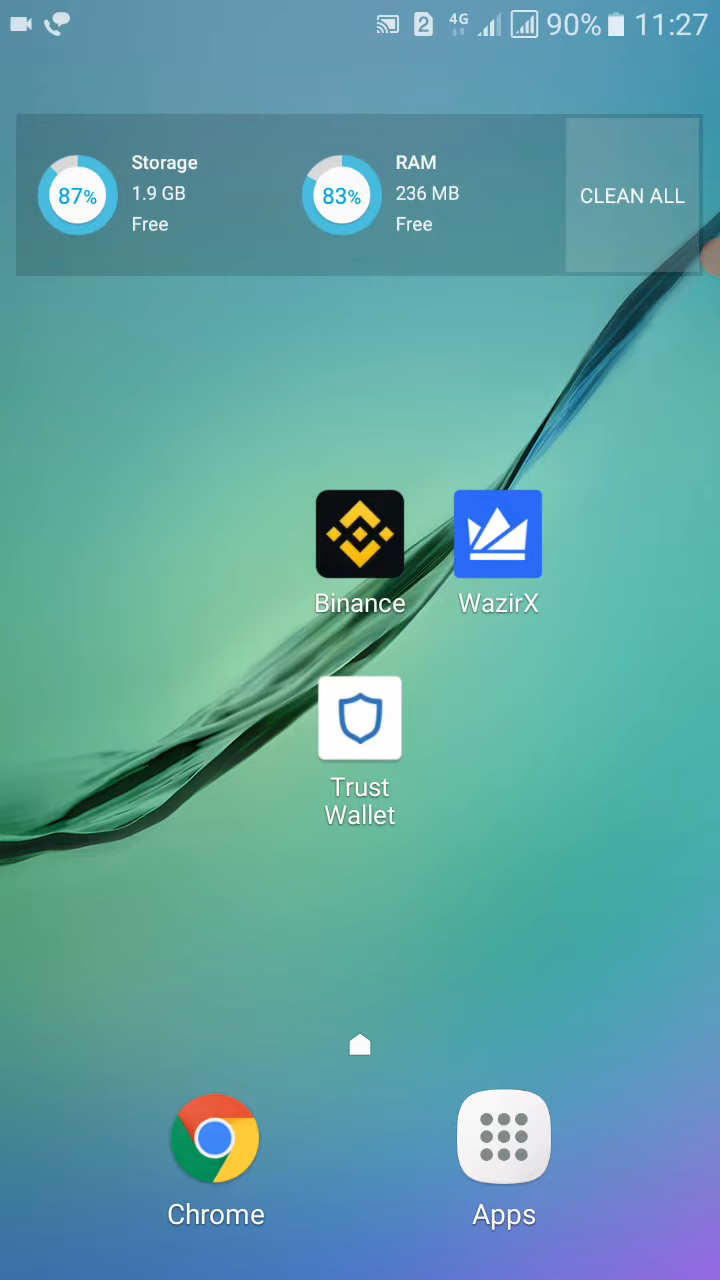 2 4G 90% 11:27
87%
Storage
1.9 GB
Free
83%
RAM
236 MB
Free
CLEAN ALL
Binance
WazirX
Trust
Wallet
Chrome
Apps